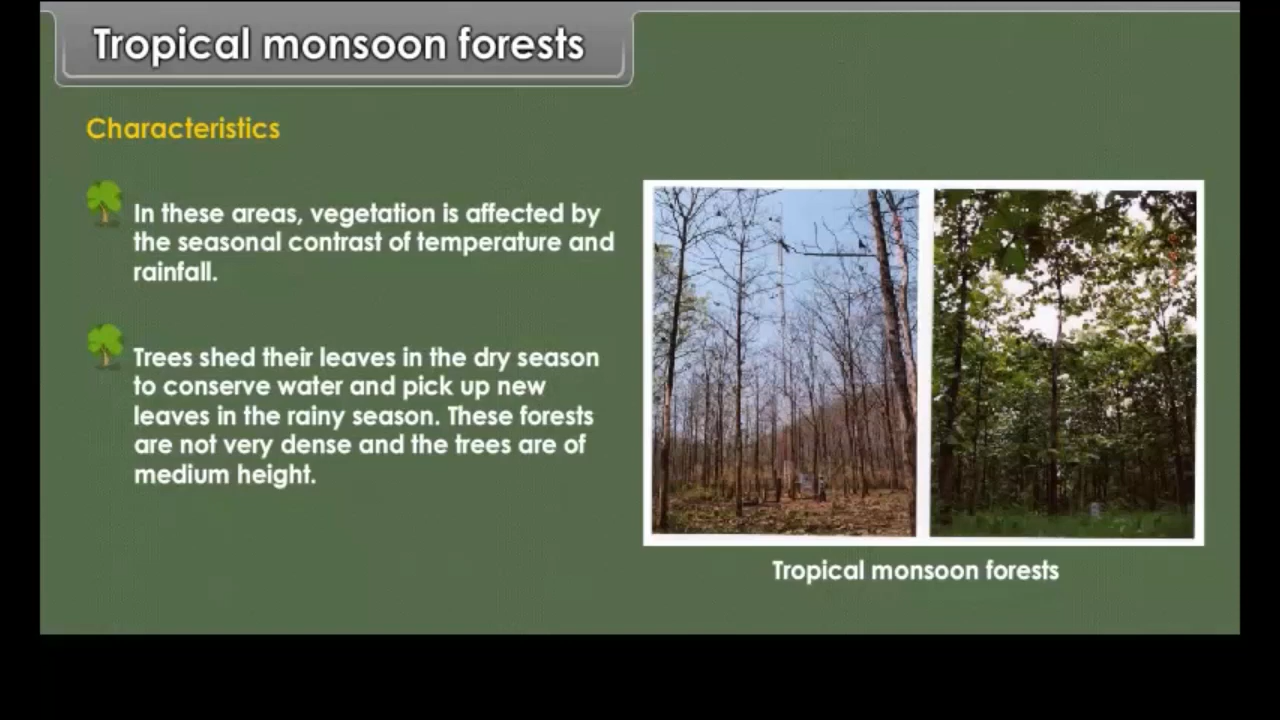 Tropical monsoon forests
Characteristics
In these areas, vegetation is affected by
the seasonal contrast of temperature and
rainfall.
Trees shed their leaves in the dry season
to conserve water and pick up new
leaves in the rainy season. These forests
are not very dense and the trees are of
medium height.
Tropical monsoon forests